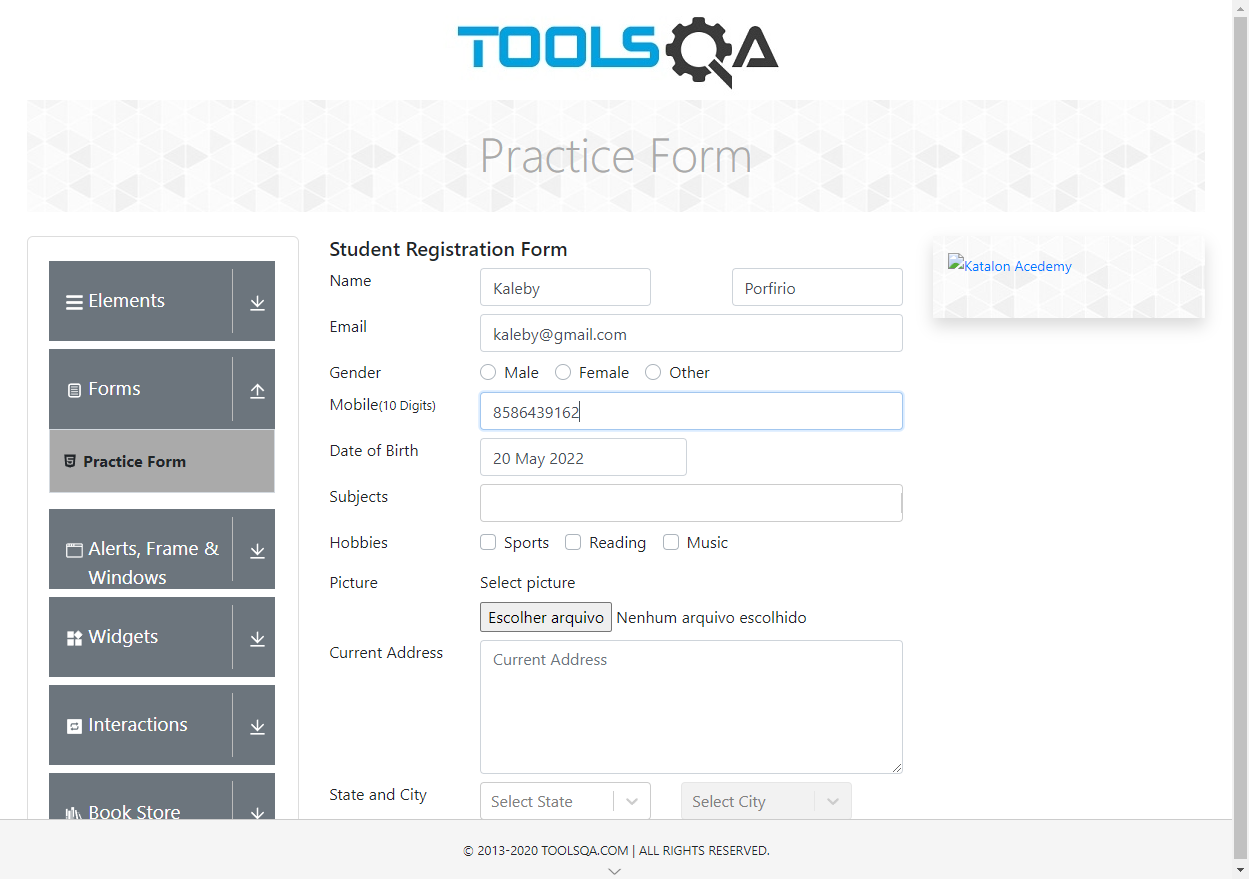 TOOLSQA
Practice Form
Elements
Forms
Practice Form
Alerts, Frame &
Windows
Widgets
Interactions
Book Store
Student Registration Form
Name Kaleby Porfirio
Email kaleby@gmail.com
Gender Male Female Other
Mobile(10 Digits) 8586439162
Date of Birth 20 May 2022
Subjects
Hobbies Sports Reading Music
Picture Select picture
Escolher arquivo Nenhum arquivo escolhido
Current Address Current Address
State and City Select State Select City
Katalon Acedemy
© 2013-2020 TOOLSQA.COM | ALL RIGHTS RESERVED.